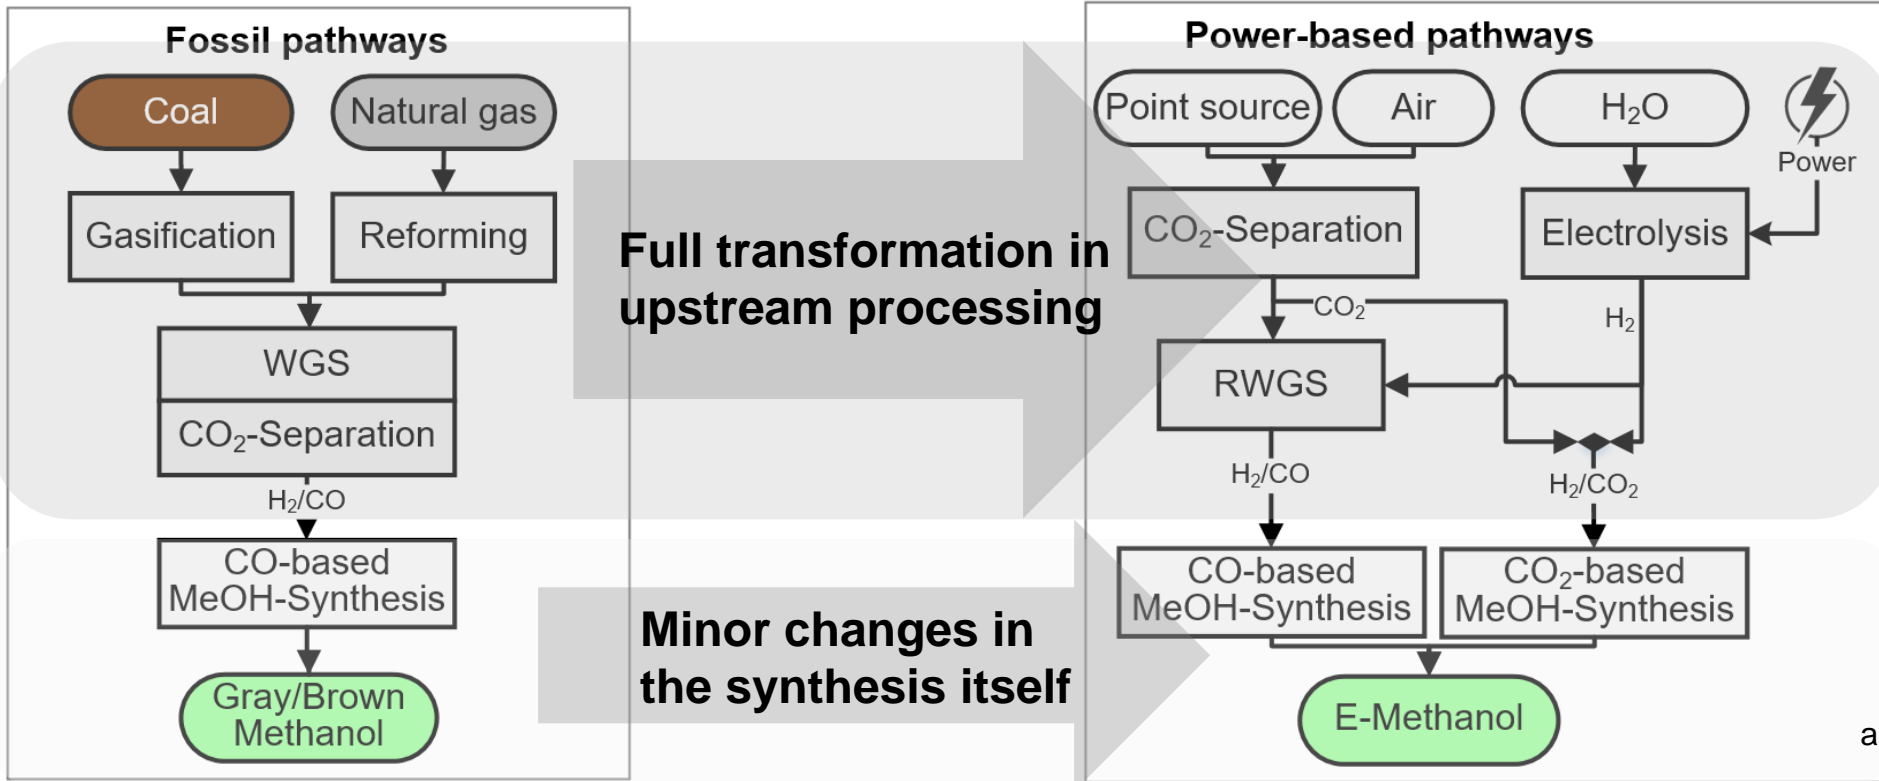 Fossil pathways
Coal
Natural gas
Gasification
Reforming
WGS
CO₂-Separation
H₂/CO
CO-based
MeOH-Synthesis
Gray/Brown
Methanol
Full transformation in
upstream processing
Minor changes in
the synthesis itself
Power-based pathways
Point source
Air
H₂O
Power
CO₂-Separation
Electrolysis
CO₂
H₂
RWGS
H₂/CO
H₂/CO₂
CO-based
MeOH-Synthesis
CO₂-based
MeOH-Synthesis
E-Methanol
a